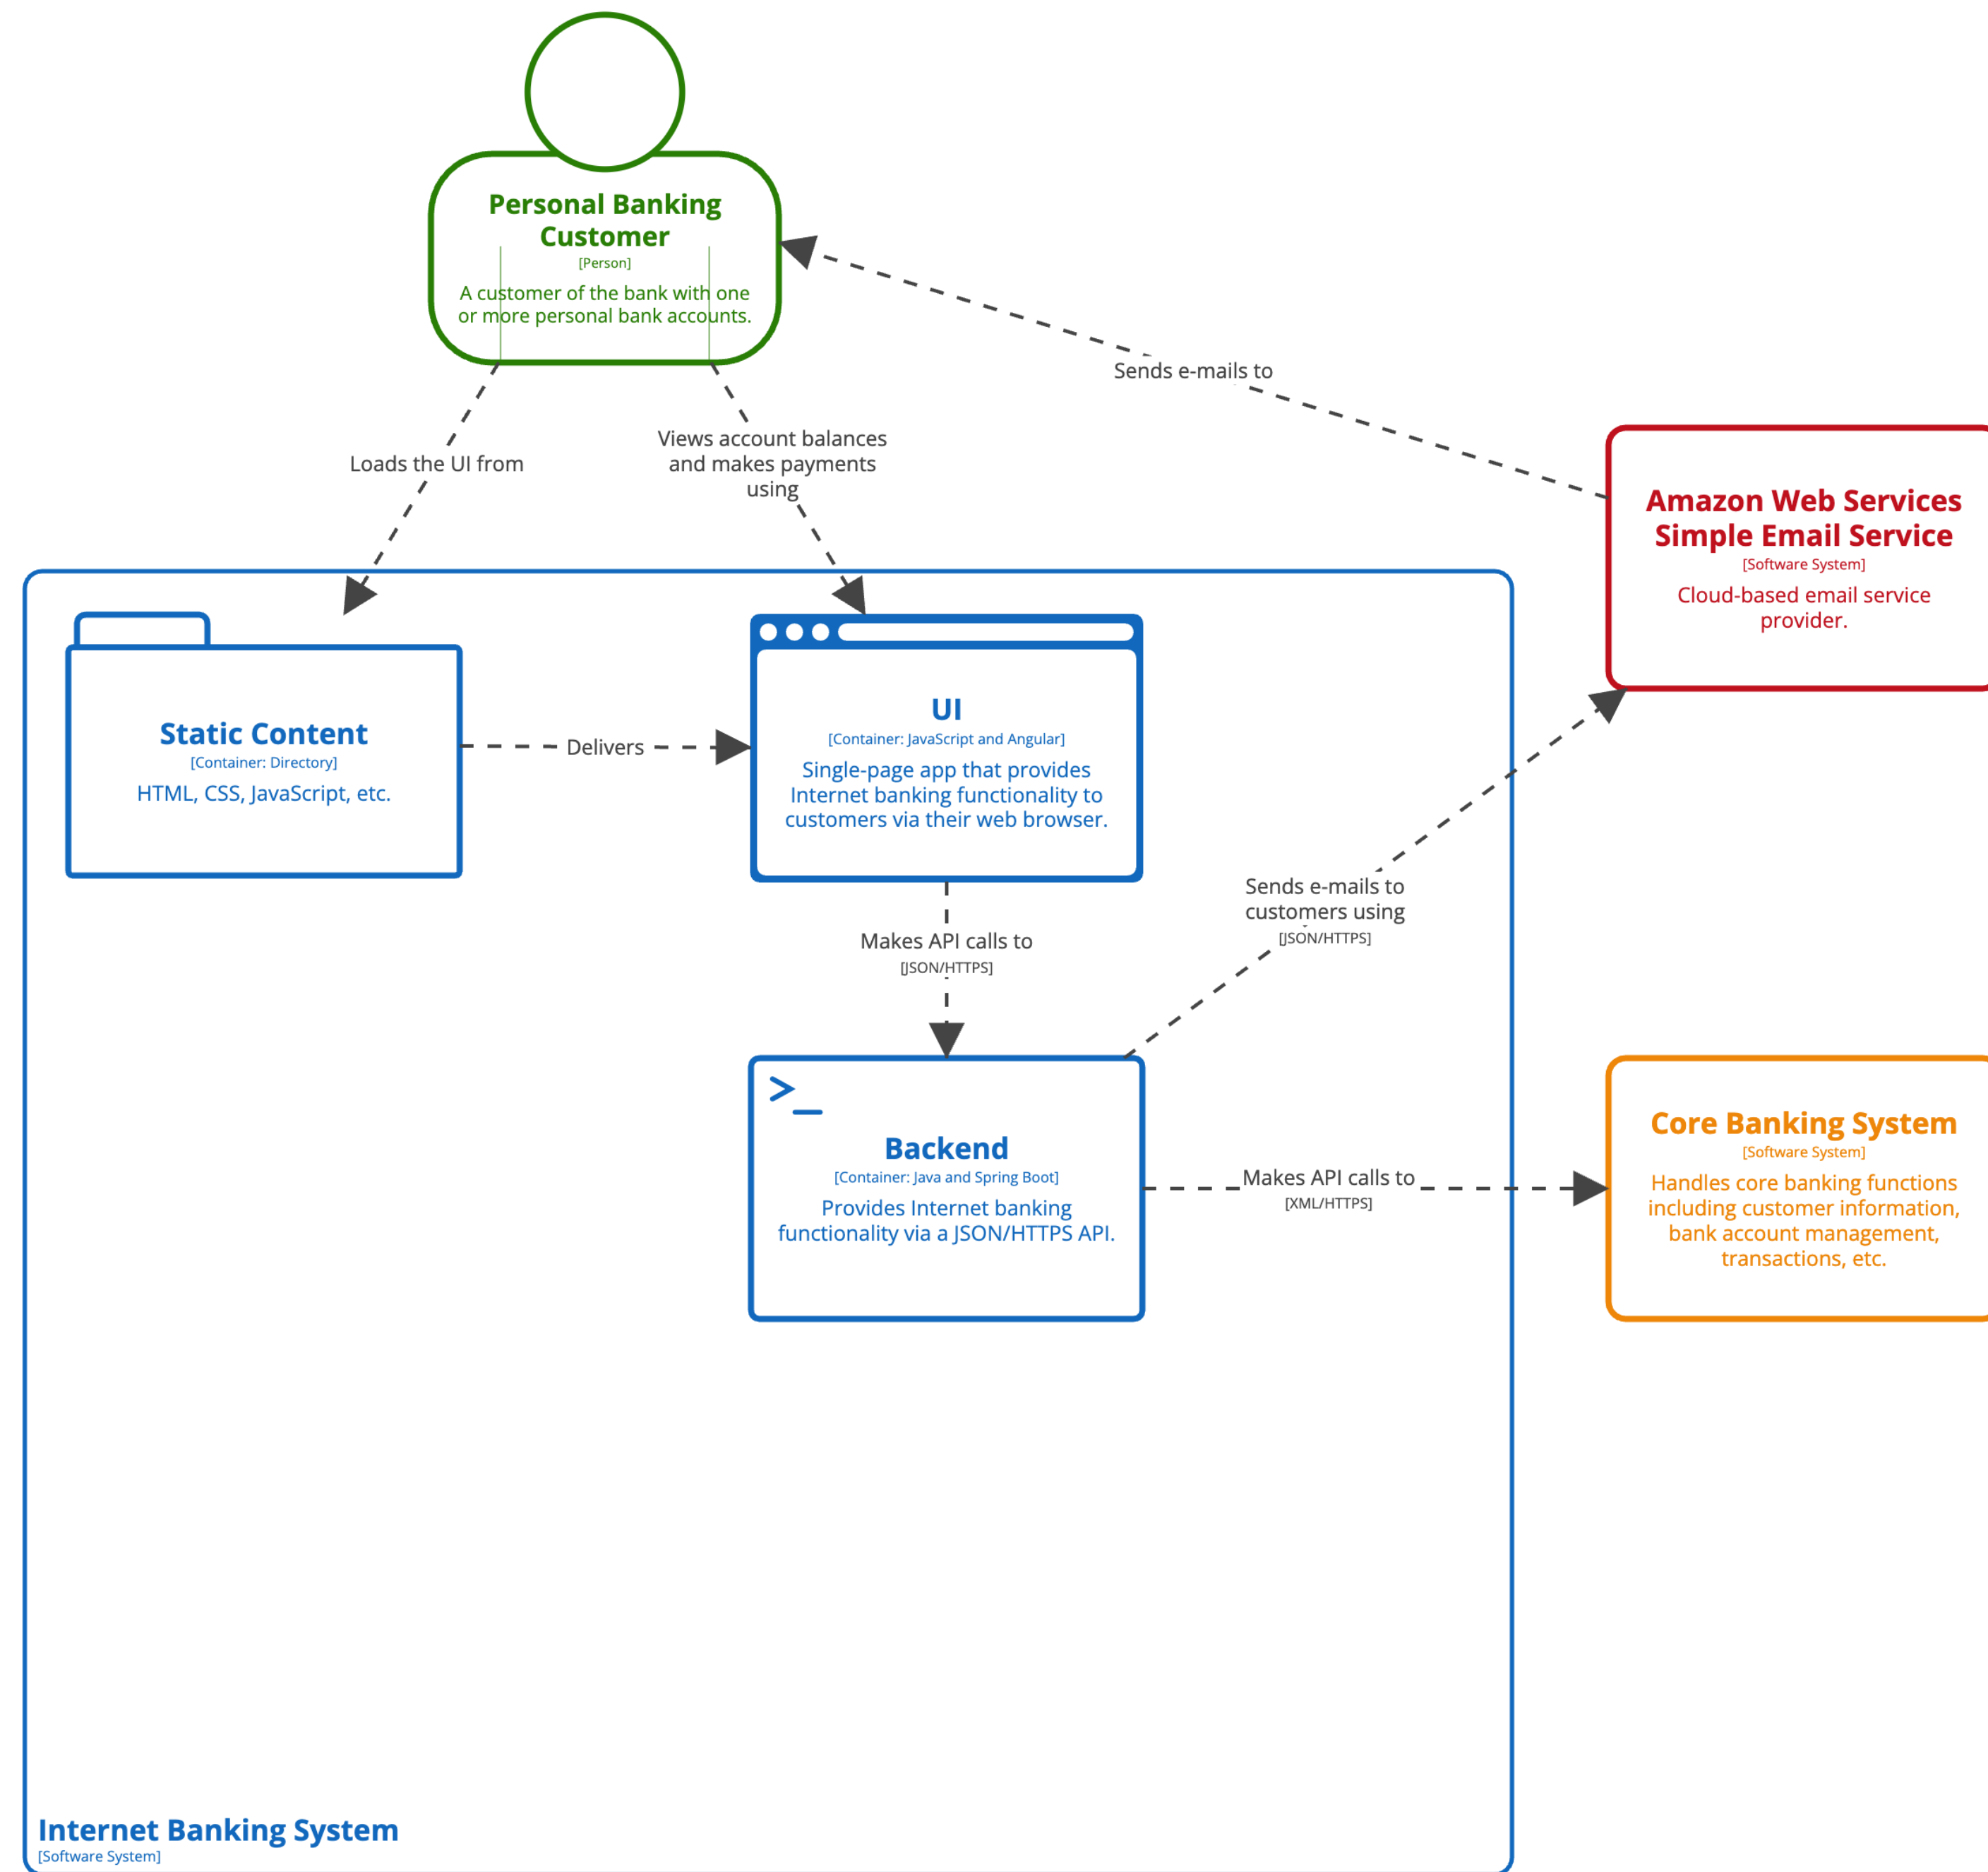 Personal Banking
Customer
[Person]
A customer of the bank with one
or more personal bank accounts.
Sends e-mails to
Loads the UI from
Views account balances
and makes payments
using
Amazon Web Services
Simple Email Service
[Software System]
Cloud-based email service
provider.
Static Content
[Container: Directory]
HTML, CSS, JavaScript, etc.
Delivers
UI
[Container: JavaScript and Angular]
Single-page app that provides
Internet banking functionality to
customers via their web browser.
Makes API calls to
[JSON/HTTPS]
Sends e-mails to
customers using
[JSON/HTTPS]
>_
Backend
[Container: Java and Spring Boot]
Provides Internet banking
functionality via a JSON/HTTPS API.
Makes API calls to
[XML/HTTPS]
Core Banking System
[Software System]
Handles core banking functions
including customer information,
bank account management,
transactions, etc.
Internet Banking System
[Software System]